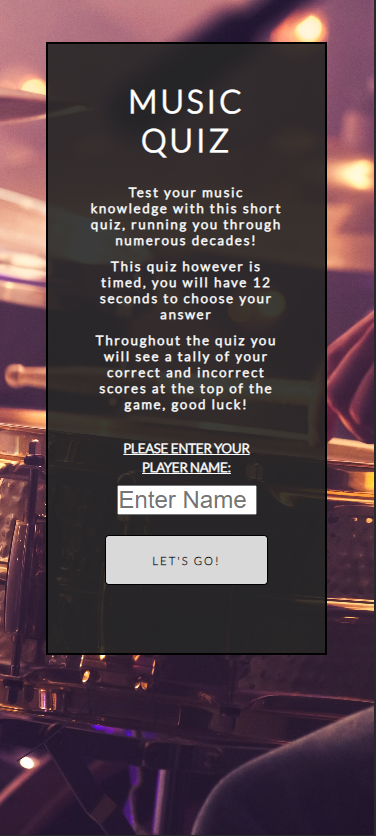 MUSIC
QUIZ
Test your music
knowledge with this short
quiz, running you through
numerous decades!
This quiz however is
timed, you will have 12
seconds to choose your
answer
Throughout the quiz you
will see a tally of your
correct and incorrect
scores at the top of the
game, good luck!
PLEASE ENTER YOUR
PLAYER NAME:
Enter Name
LET'S GO!